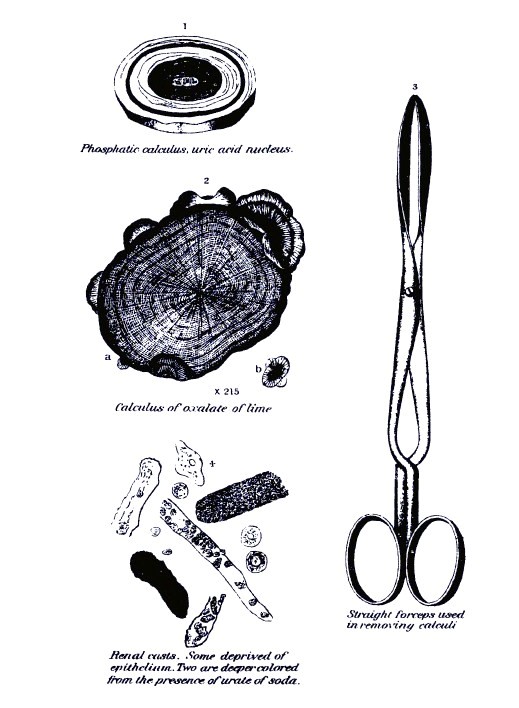 1
Phosphatic calculus, uric acid nucleus.
2
a
b
x 215
Calculus of oxalate of lime
3
Straight forceps used
in removing calculi
4
Renal casts. Some deprived of
epithelium. Two are deeper colored
from the presence of urate of soda.